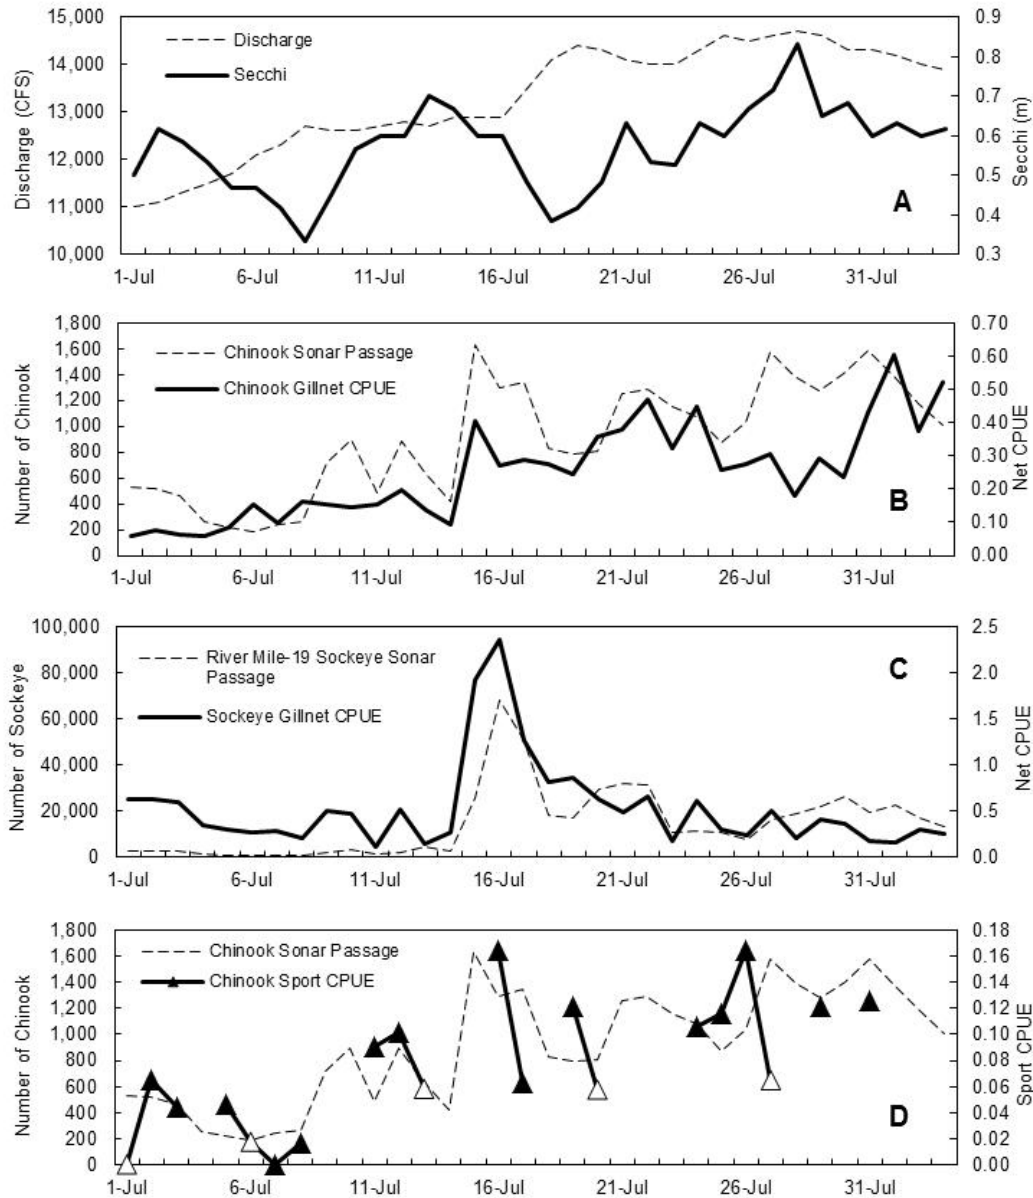 15,000
14,000
13,000
12,000
11,000
10,000
Discharge (CFS)
Discharge
Secchi
0.9
0.8
0.7
0.6
0.5
0.4
0.3
Secchi (m)
A
1-Jul 6-Jul 11-Jul 16-Jul 21-Jul 26-Jul 31-Jul
1,800
1,600
1,400
1,200
1,000
800
600
400
200
0
Number of Chinook
Chinook Sonar Passage
Chinook Gillnet CPUE
0.70
0.60
0.50
0.40
0.30
0.20
0.10
0.00
Net CPUE
B
1-Jul 6-Jul 11-Jul 16-Jul 21-Jul 26-Jul 31-Jul
100,000
80,000
60,000
40,000
20,000
0
Number of Sockeye
River Mile-19 Sockeye Sonar
Passage
Sockeye Gillnet CPUE
2.5
2.0
1.5
1.0
0.5
0.0
Net CPUE
C
1-Jul 6-Jul 11-Jul 16-Jul 21-Jul 26-Jul 31-Jul
1,800
1,600
1,400
1,200
1,000
800
600
400
200
0
Number of Chinook
Chinook Sonar Passage
Chinook Sport CPUE
0.18
0.16
0.14
0.12
0.10
0.08
0.06
0.04
0.02
0.00
Sport CPUE
D
1-Jul 6-Jul 11-Jul 16-Jul 21-Jul 26-Jul 31-Jul